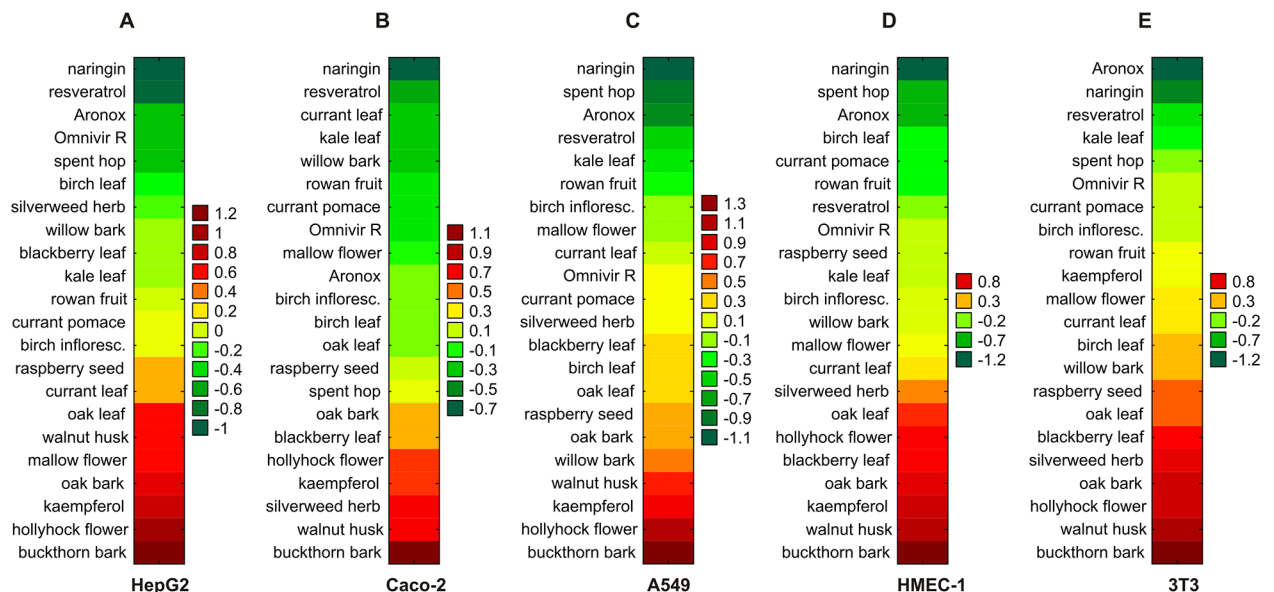 A
naringin
resveratrol
Aronox
Omnivir R
spent hop
birch leaf
silverweed herb
willow bark
blackberry leaf
kale leaf
rowan fruit
currant pomace
birch infloresc.
raspberry seed
currant leaf
oak leaf
walnut husk
mallow flower
oak bark
kaempferol
hollyhock flower
buckthorn bark
1.2
1
0.8
0.6
0.4
0.2
0
-0.2
-0.4
-0.6
-0.8
-1
HepG2
B
naringin
resveratrol
currant leaf
kale leaf
willow bark
rowan fruit
currant pomace
Omnivir R
mallow flower
Aronox
birch infloresc.
birch leaf
oak leaf
raspberry seed
spent hop
oak bark
blackberry leaf
hollyhock flower
kaempferol
silverweed herb
walnut husk
buckthorn bark
1.1
0.9
0.7
0.5
0.3
0.1
-0.1
-0.3
-0.5
-0.7
Caco-2
C
naringin
spent hop
Aronox
resveratrol
kale leaf
rowan fruit
birch infloresc.
mallow flower
currant leaf
Omnivir R
currant pomace
silverweed herb
blackberry leaf
birch leaf
oak leaf
raspberry seed
oak bark
willow bark
walnut husk
kaempferol
hollyhock flower
buckthorn bark
1.3
1.1
0.9
0.7
0.5
0.3
0.1
-0.1
-0.3
-0.5
-0.7
-0.9
-1.1
A549
D
naringin
spent hop
Aronox
birch leaf
currant pomace
rowan fruit
resveratrol
Omnivir R
raspberry seed
kale leaf
birch infloresc.
willow bark
mallow flower
currant leaf
silverweed herb
oak leaf
hollyhock flower
blackberry leaf
oak bark
kaempferol
walnut husk
buckthorn bark
0.8
0.3
-0.2
-0.7
-1.2
HMEC-1
E
Aronox
naringin
resveratrol
kale leaf
spent hop
Omnivir R
currant pomace
birch infloresc.
rowan fruit
kaempferol
mallow flower
currant leaf
birch leaf
willow bark
raspberry seed
oak leaf
blackberry leaf
silverweed herb
oak bark
hollyhock flower
walnut husk
buckthorn bark
0.8
0.3
-0.2
-0.7
-1.2
3T3